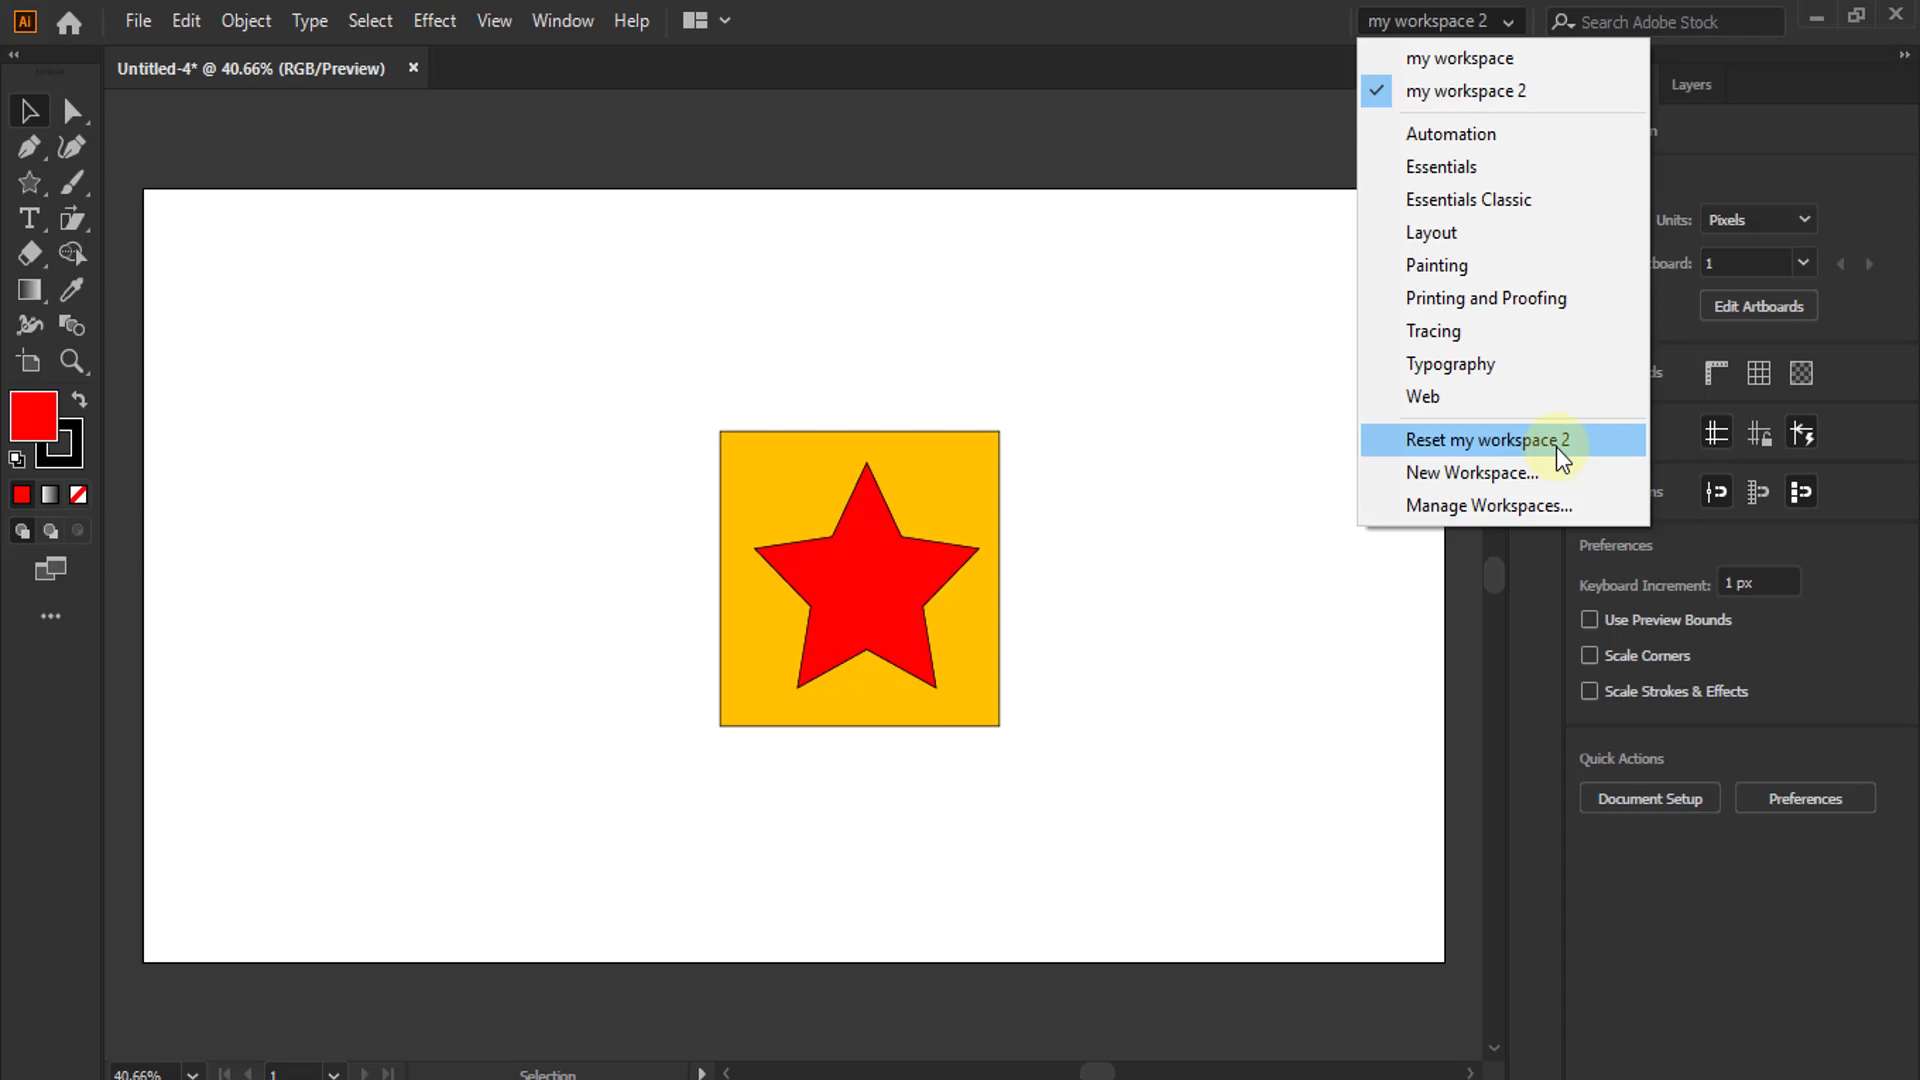 Ai File Edit Object Type Select Effect View Window Help my workspace 2 Search Adobe Stock
Untitled-4* @ 40.66% (RGB/Preview)
my workspace
my workspace 2
Automation
Essentials
Essentials Classic
Layout
Painting
Printing and Proofing
Tracing
Typography
Web
Reset my workspace 2
New Workspace...
Manage Workspaces...
Layers
Units: Pixels
board: 1
Edit Artboards
Preferences
Keyboard Increment: 1 px
Use Preview Bounds
Scale Corners
Scale Strokes & Effects
Quick Actions
Document Setup Preferences
40.66% 1 Selection